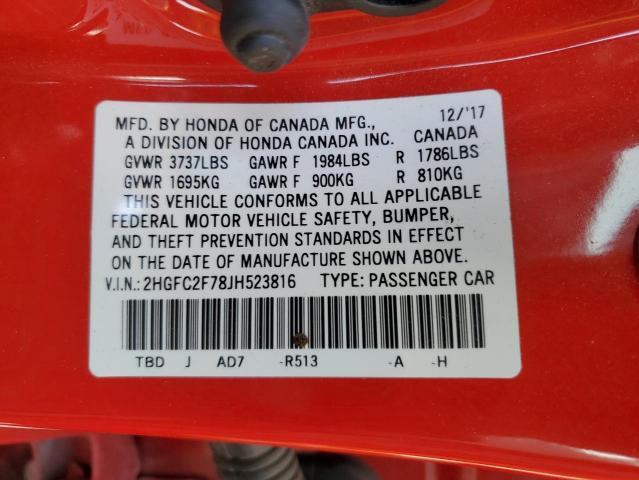 MFD. BY HONDA OF CANADA MFG., 12/'17
A DIVISION OF HONDA CANADA INC. CANADA
GVWR 3737LBS GAWR F 1984LBS R 1786LBS
GVWR 1695KG GAWR F 900KG R 810KG
THIS VEHICLE CONFORMS TO ALL APPLICABLE
FEDERAL MOTOR VEHICLE SAFETY, BUMPER,
AND THEFT PREVENTION STANDARDS IN EFFECT
ON THE DATE OF MANUFACTURE SHOWN ABOVE.
V.I.N.: 2HGFC2F78JH523816 TYPE: PASSENGER CAR
TBD J AD7 -R513 -A -H